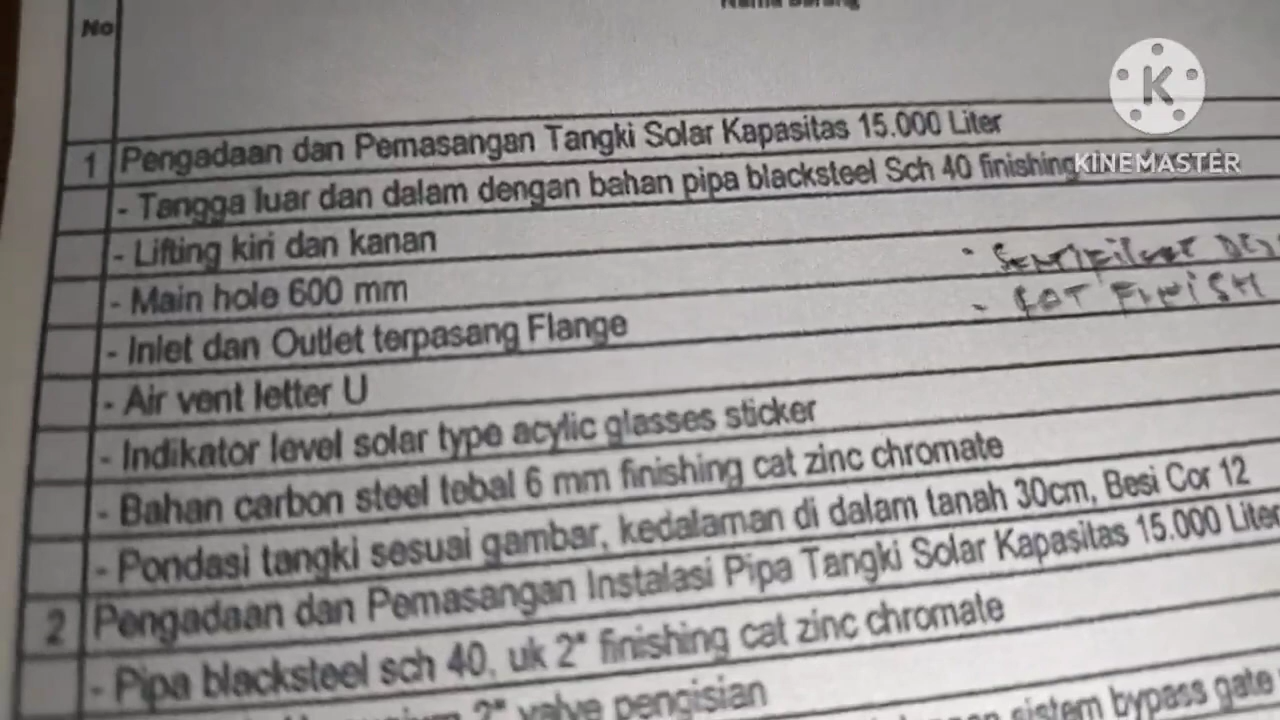 No
Nama Barang
1 Pengadaan dan Pemasangan Tangki Solar Kapasitas 15.000 Liter
- Tangga luar dan dalam dengan bahan pipa blacksteel Sch 40 finishing
- Lifting kiri dan kanan
- Main hole 600 mm
- Inlet dan Outlet terpasang Flange
- FINISH
- Air vent letter U
- Indikator level solar type acylic glasses sticker
- Bahan carbon steel tebal 6 mm finishing cat zinc chromate
- Pondasi tangki sesuai gambar, kedalaman di dalam tanah 30cm, Besi Cor 12
2 Pengadaan dan Pemasangan Instalasi Pipa Tangki Solar Kapasitas 15.000 Liter
- Pipa blacksteel sch 40, uk 2" finishing cat zinc chromate
2" valve pengisian
sistem bypass gate
KINEMASTER